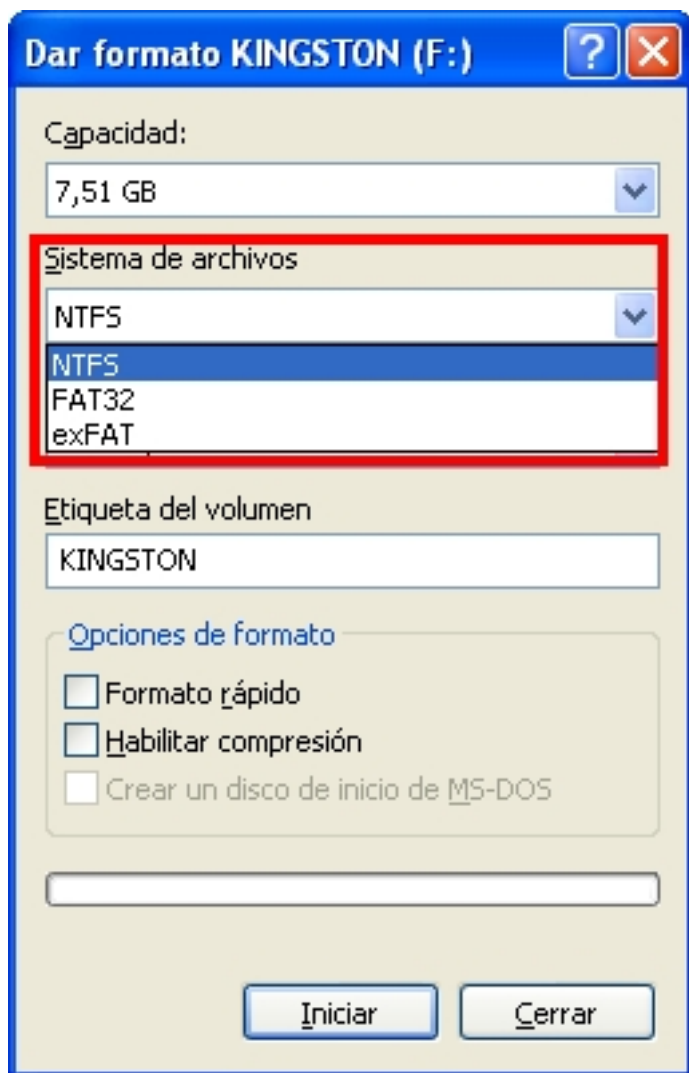 Dar formato KINGSTON (F:)
Capacidad:
7,51 GB
Sistema de archivos
NTFS
NTFS
FAT32
exFAT
Etiqueta del volumen
KINGSTON
Opciones de formato
Formato rápido
Habilitar compresión
Crear un disco de inicio de MS-DOS
Iniciar
Cerrar